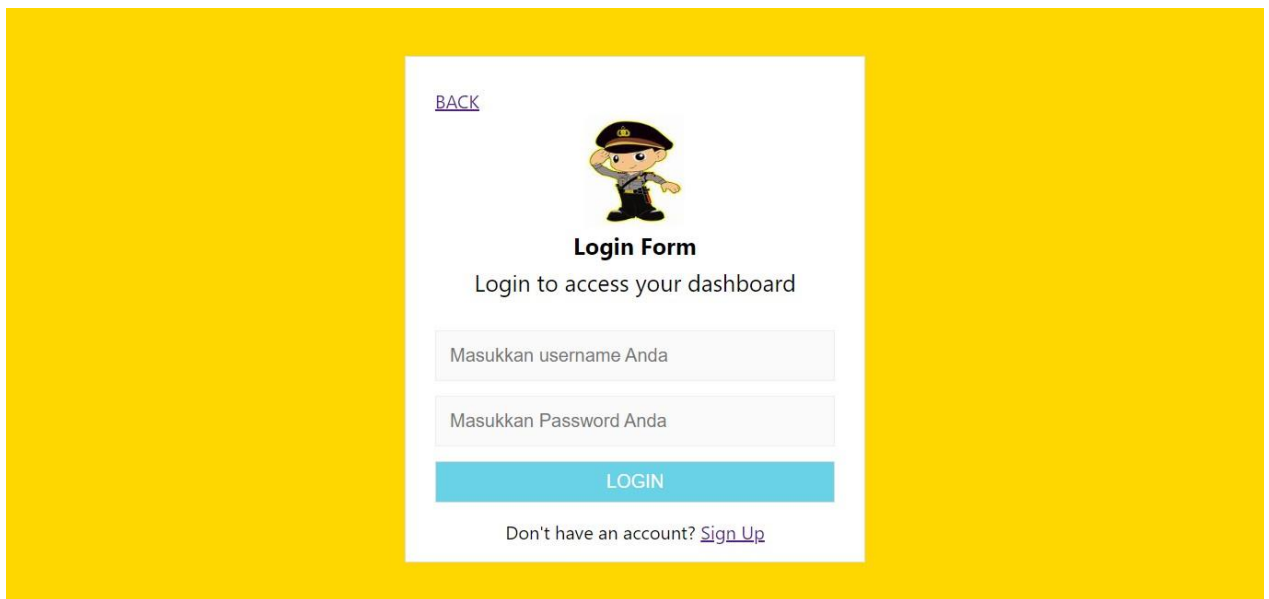 BACK
Login Form
Login to access your dashboard
Masukkan username Anda
Masukkan Password Anda
LOGIN
Don't have an account? Sign Up